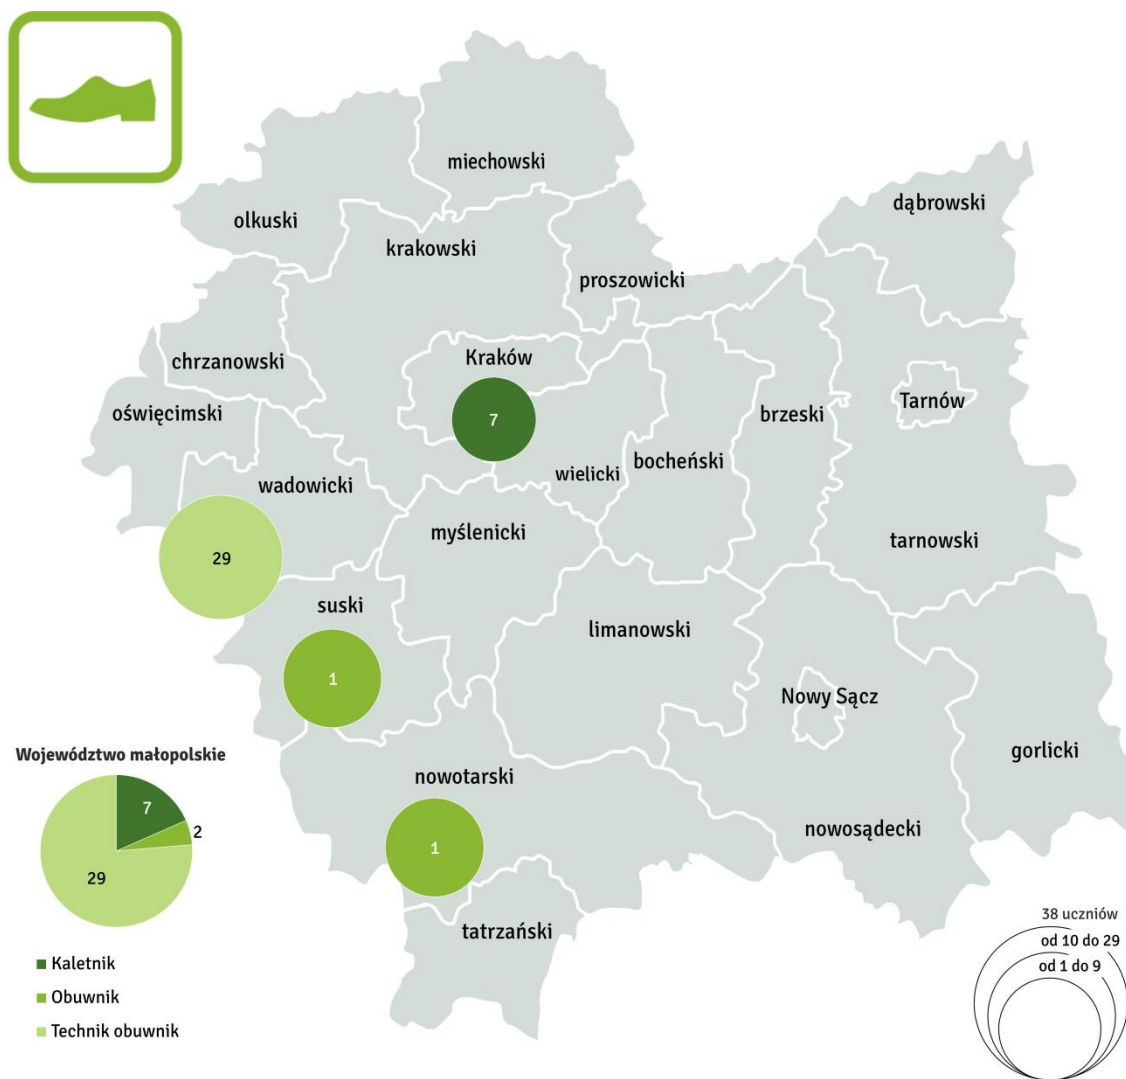 miechowski
dąbrowski
olkuski
krakowski
proszowicki
chrzanowski
Kraków
oświęcimski
Tarnów
brzeski
7
bocheński
wielicki
wadowicki
myślenicki
tarnowski
29
suski
limanowski
1
Nowy Sącz
gorlicki
Województwo małopolskie
nowotarski
7
2
29
nowosądecki
1
tatrzański
Kaletnik
Obuwnik
Technik obuwnik
38 uczniów
od 10 do 29
od 1 do 9